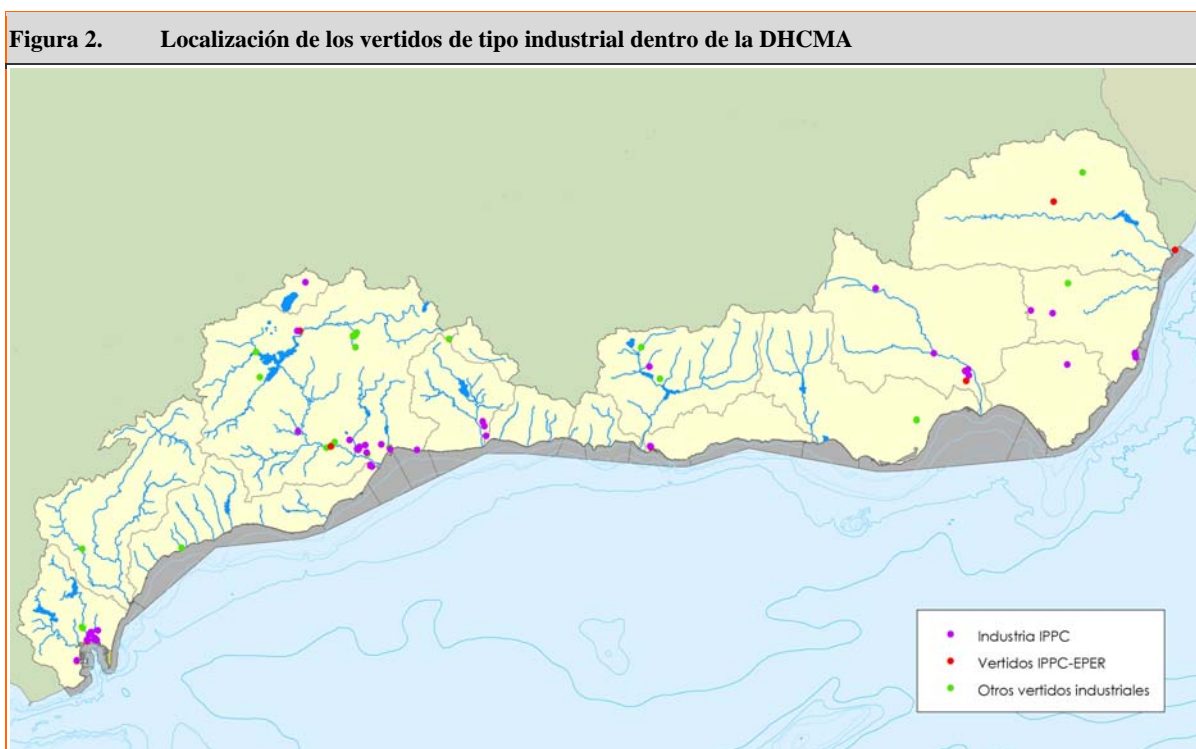 Figura 2. Localización de los vertidos de tipo industrial dentro de la DHCMA
Industria IPPC
Vertidos IPPC-EPER
Otros vertidos industriales